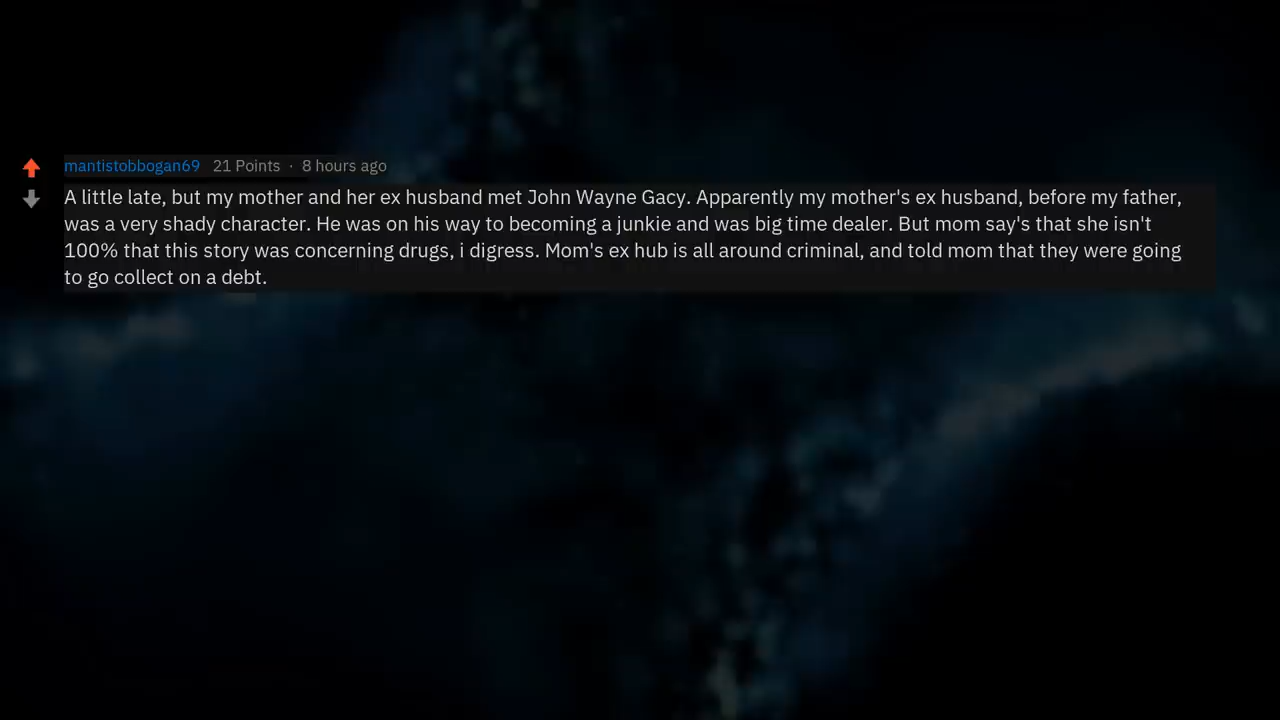 mantistobbogan69 21 Points · 8 hours ago
A little late, but my mother and her ex husband met John Wayne Gacy. Apparently my mother's ex husband, before my father,
was a very shady character. He was on his way to becoming a junkie and was big time dealer. But mom say's that she isn't
100% that this story was concerning drugs, i digress. Mom's ex hub is all around criminal, and told mom that they were going
to go collect on a debt.